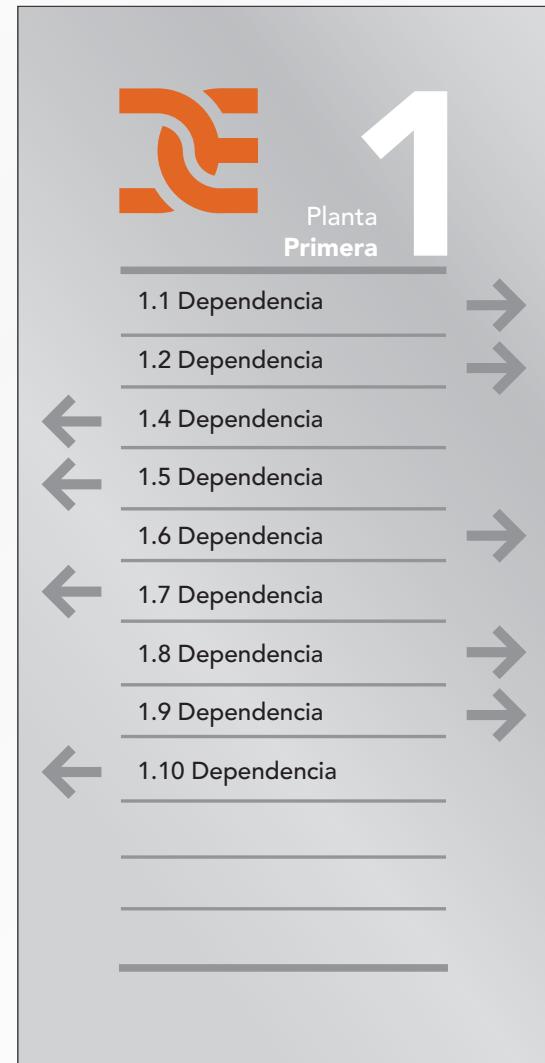 1
Planta
Primera
1.1 Dependencia
1.2 Dependencia
1.4 Dependencia
1.5 Dependencia
1.6 Dependencia
1.7 Dependencia
1.8 Dependencia
1.9 Dependencia
1.10 Dependencia